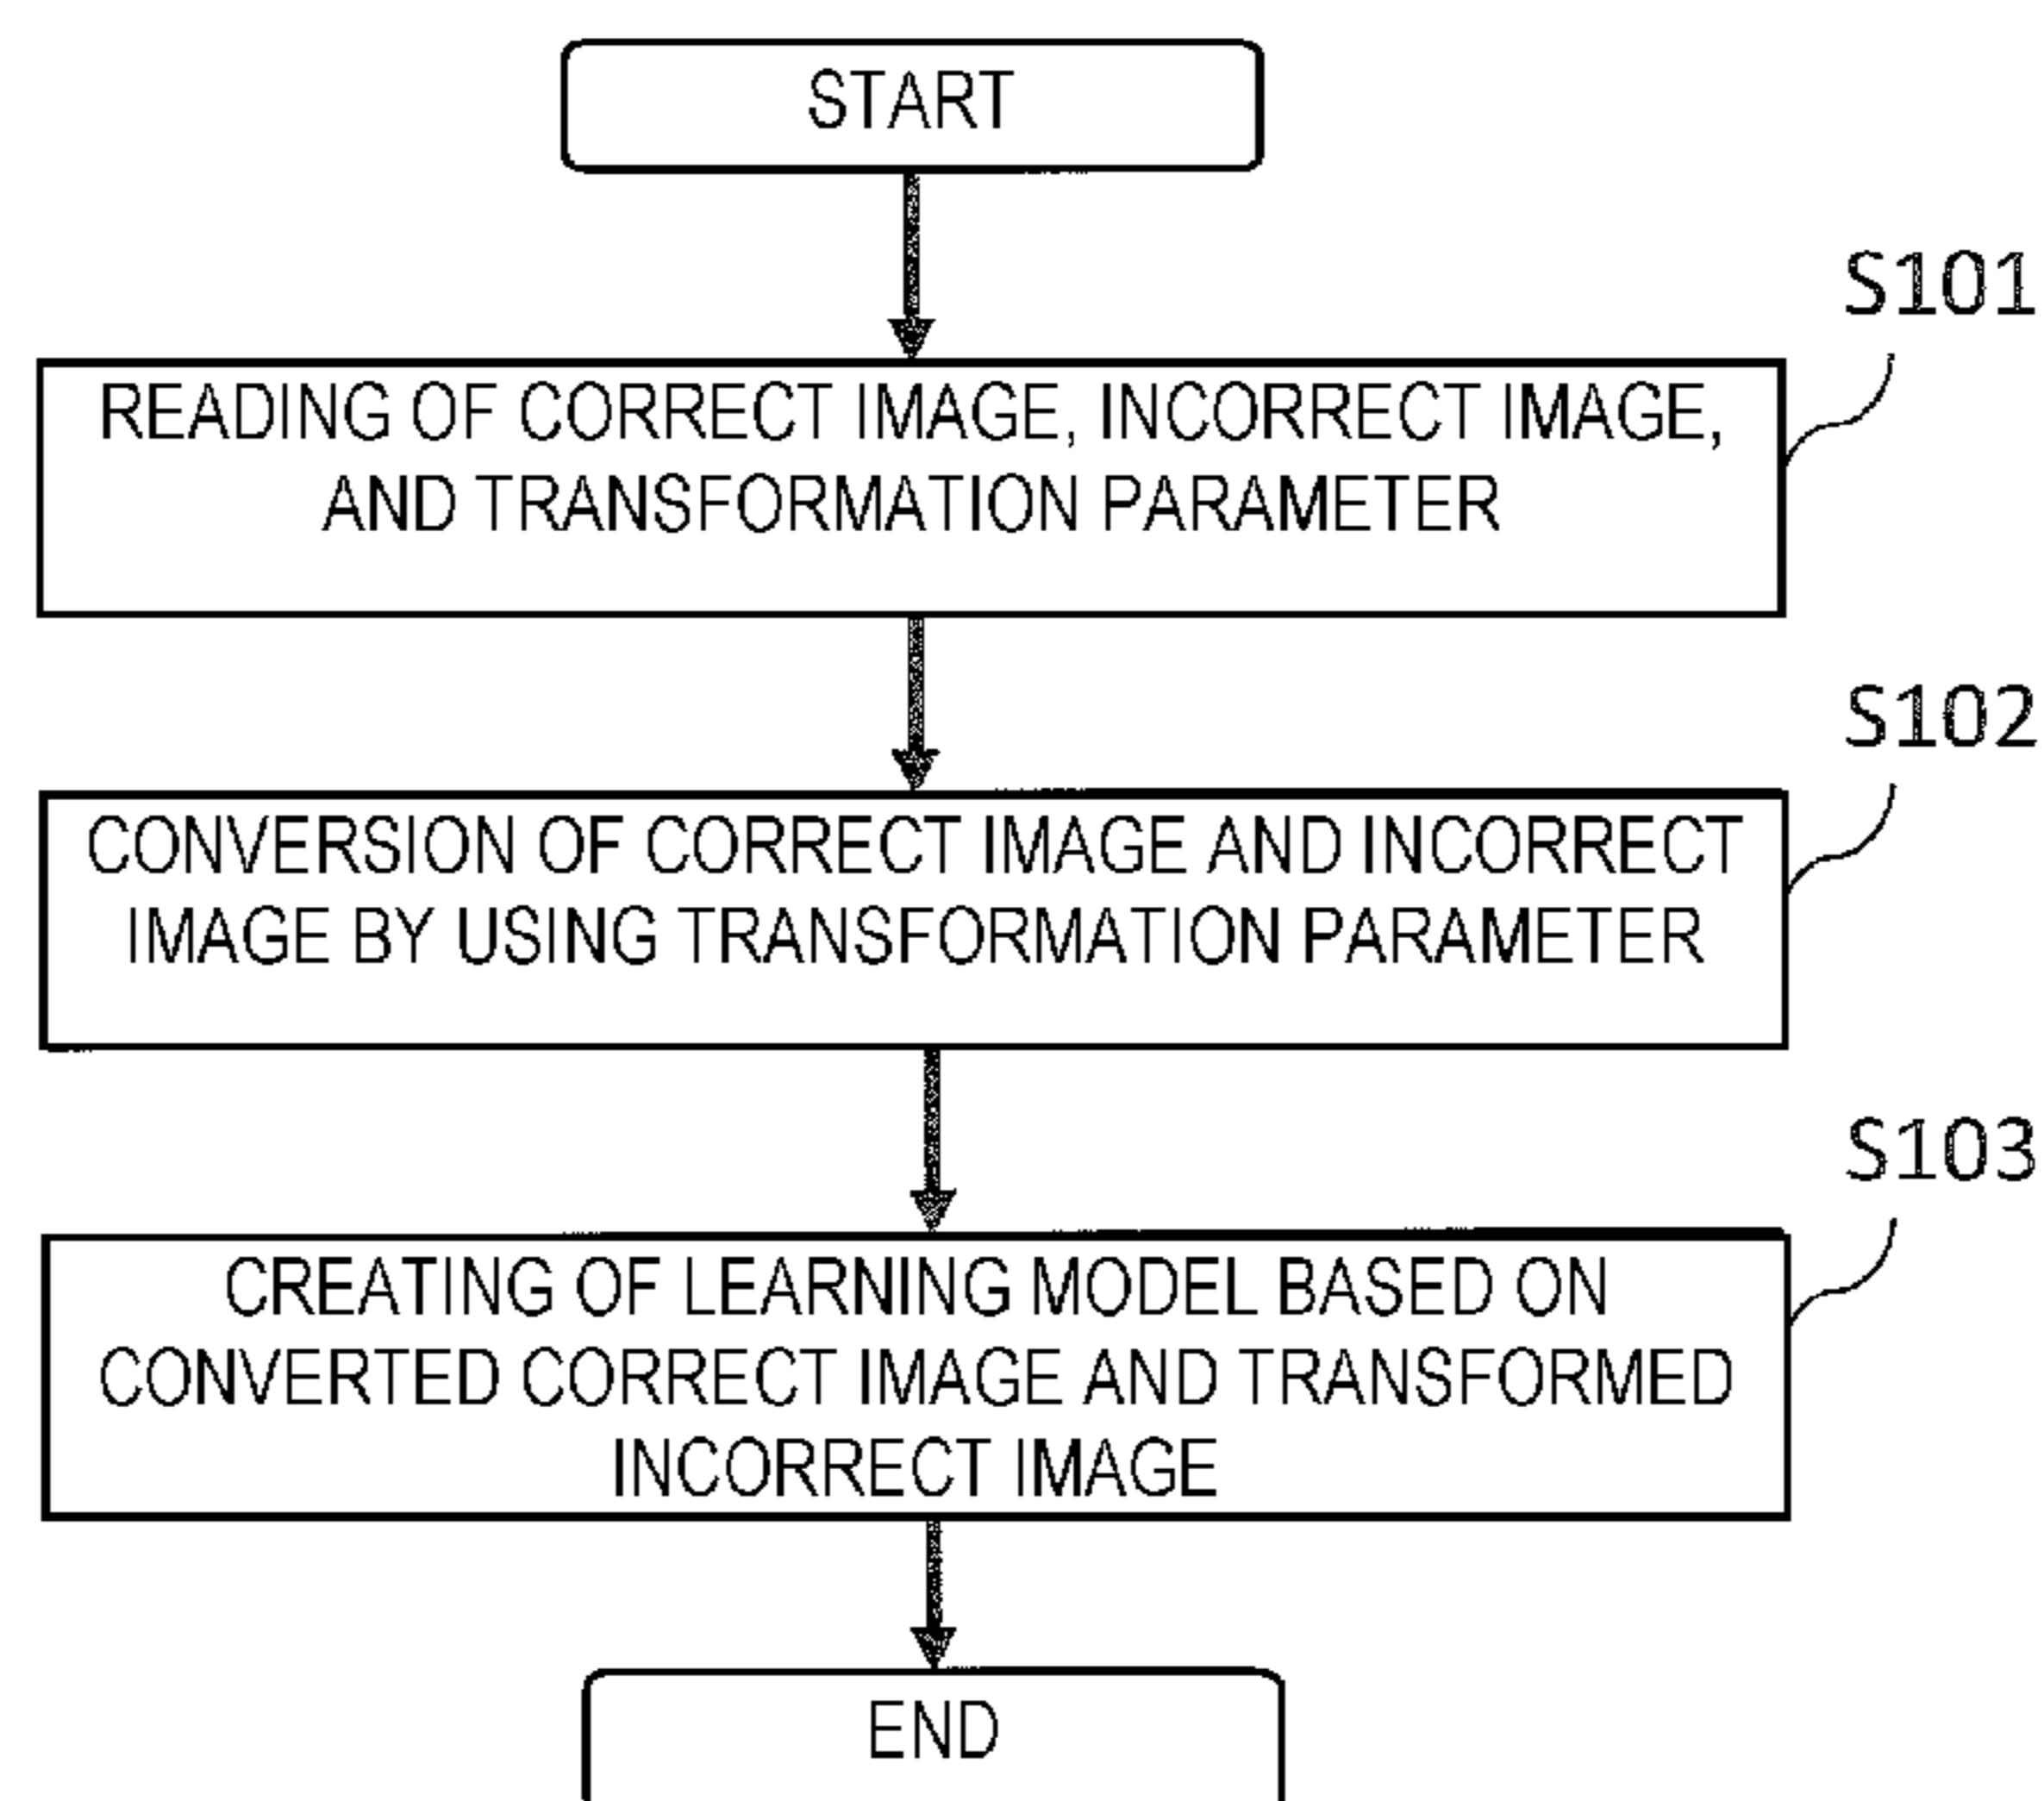 START
S101
READING OF CORRECT IMAGE, INCORRECT IMAGE,
AND TRANSFORMATION PARAMETER
S102
CONVERSION OF CORRECT IMAGE AND INCORRECT
IMAGE BY USING TRANSFORMATION PARAMETER
S103
CREATING OF LEARNING MODEL BASED ON
CONVERTED CORRECT IMAGE AND TRANSFORMED
INCORRECT IMAGE
END